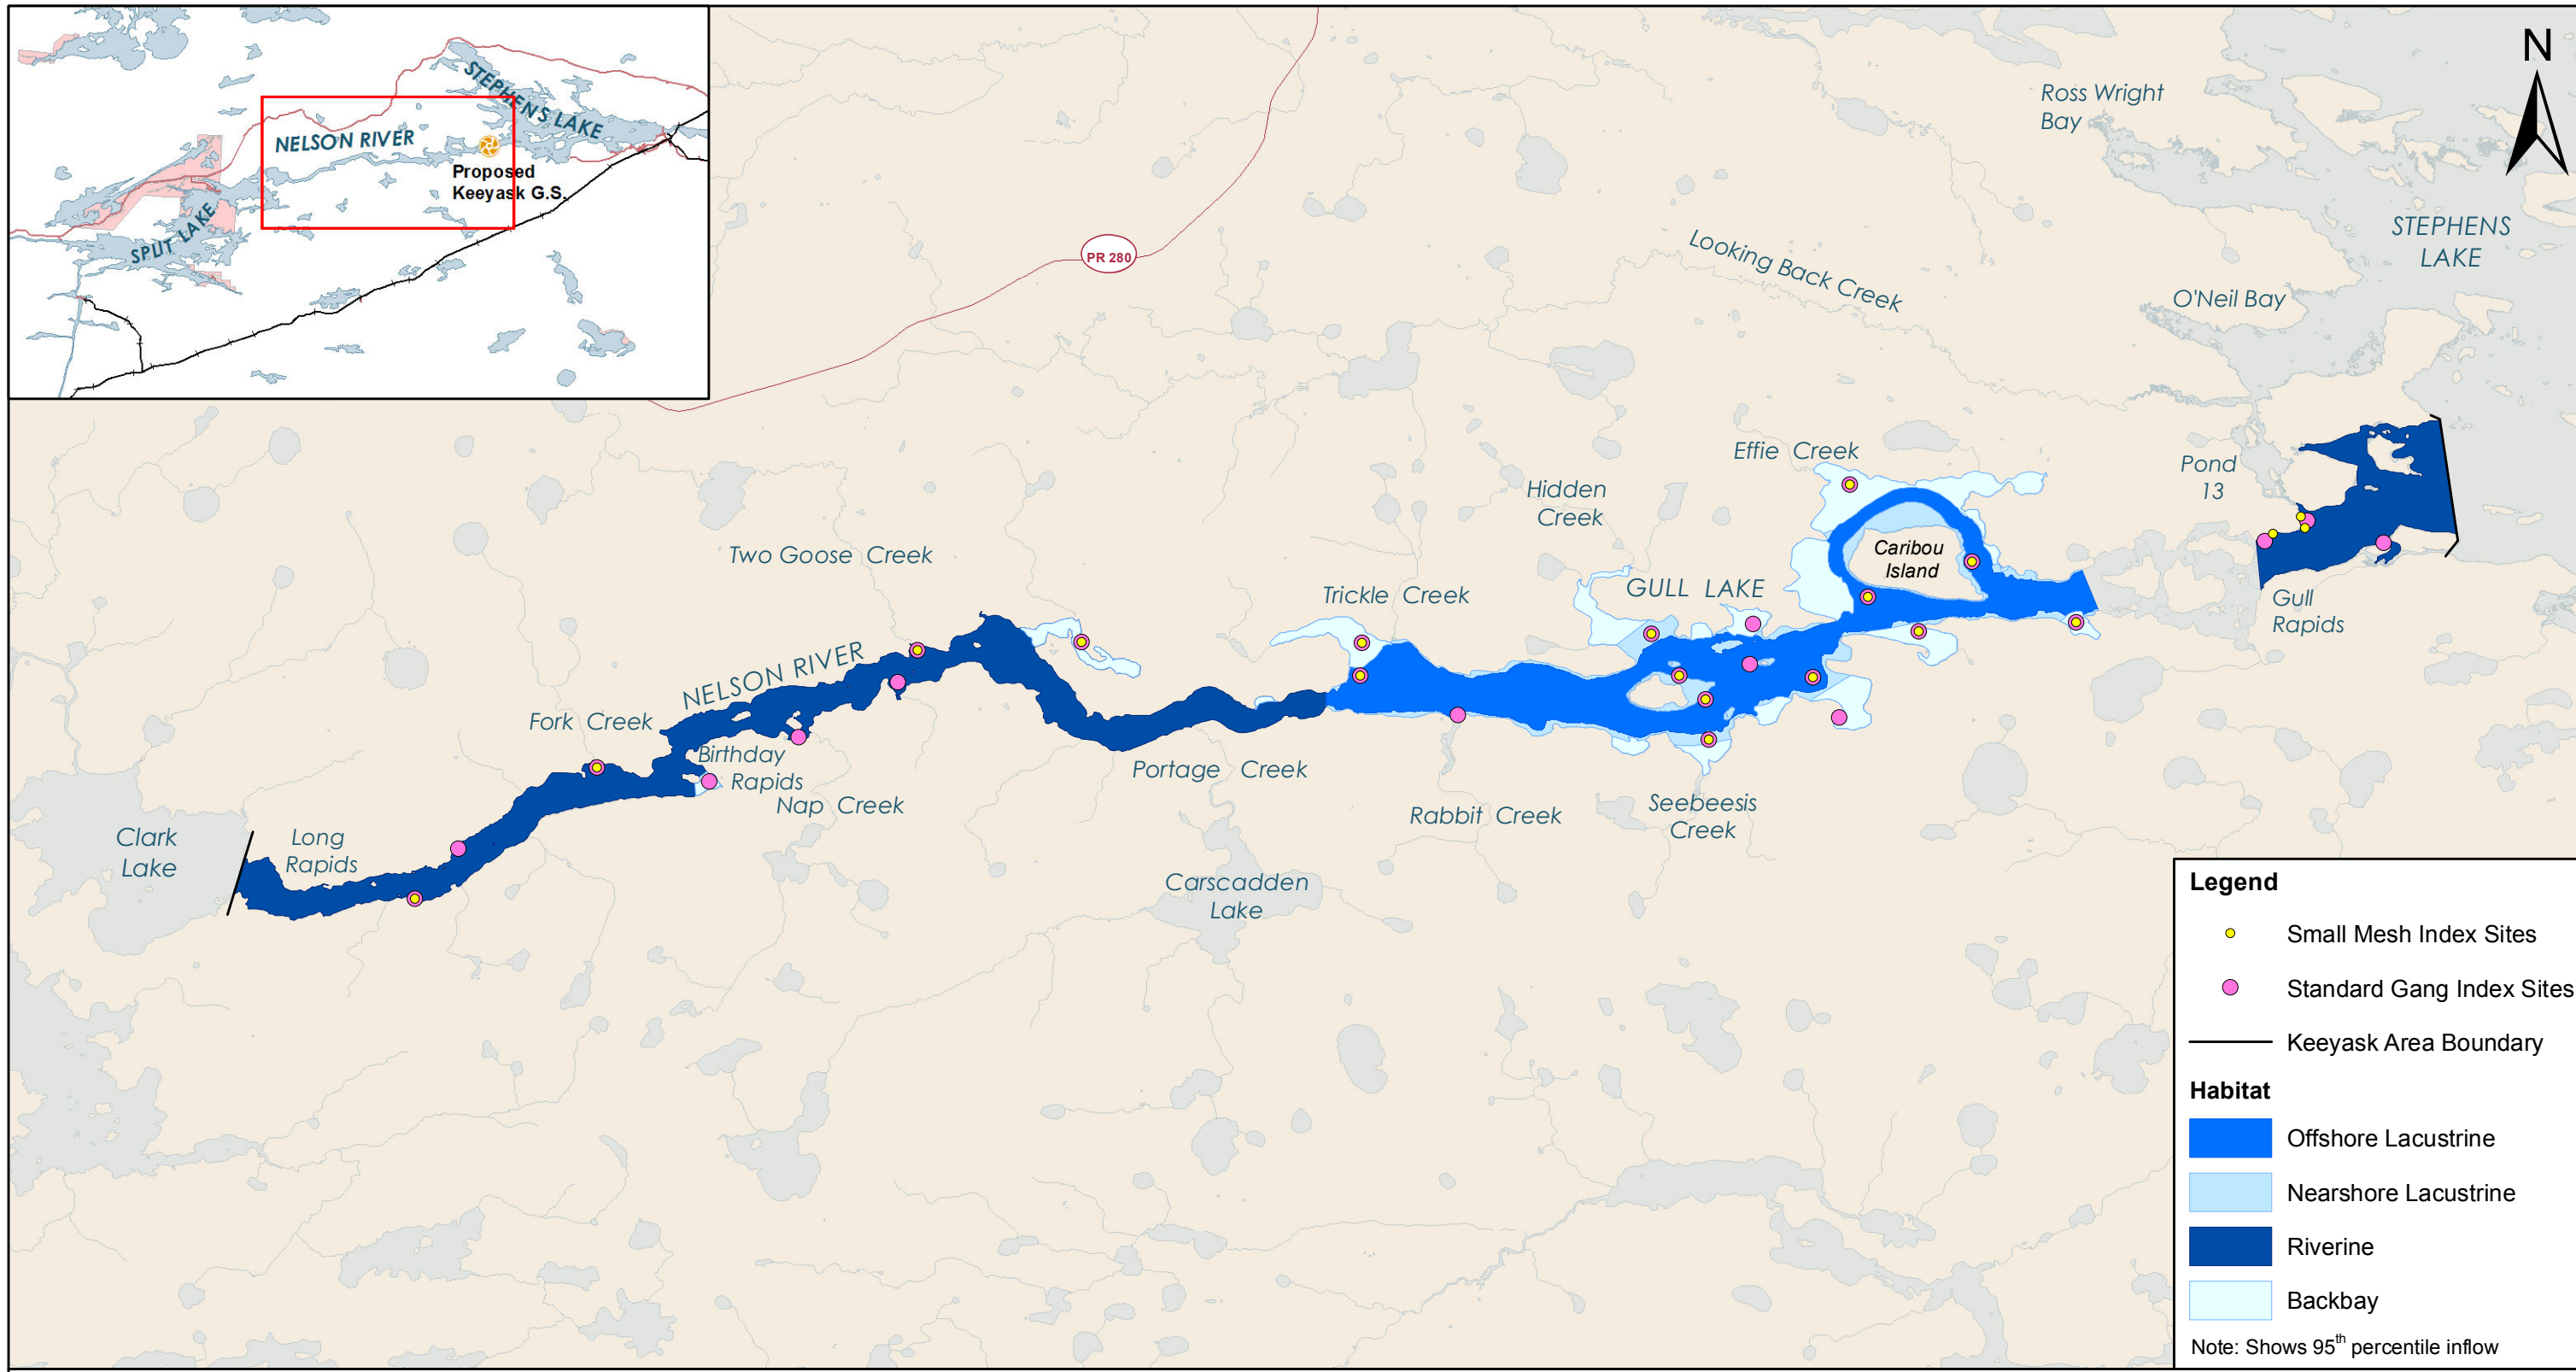 STEPHENS LAKE
NELSON RIVER
Proposed
Keeyask G.S.
SPLIT LAKE
N
Ross Wright
Bay
STEPHENS
LAKE
PR 280
Looking Back Creek
O'Neil Bay
Effie Creek
Pond
13
Hidden
Creek
Two Goose Creek
Caribou
Island
Trickle Creek
GULL LAKE
Gull
Rapids
NELSON RIVER
Fork Creek
Birthday
Rapids
Portage Creek
Nap Creek
Rabbit Creek
Seebeesis
Creek
Clark
Lake
Long
Rapids
Carscadden
Lake
Legend
Small Mesh Index Sites
Standard Gang Index Sites
Keeyask Area Boundary
Habitat
Offshore Lacustrine
Nearshore Lacustrine
Riverine
Backbay
Note: Shows 95th percentile inflow